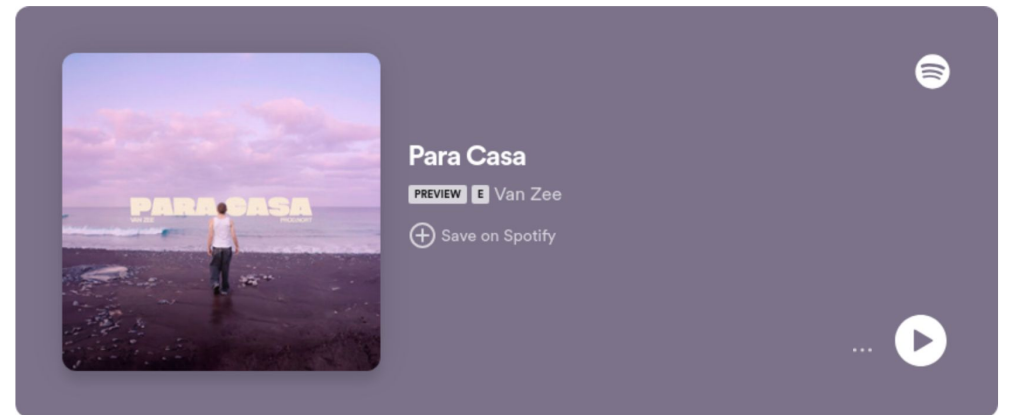 PARA CASA
VAN ZEE
Para Casa
PREVIEW E Van Zee
Save on Spotify